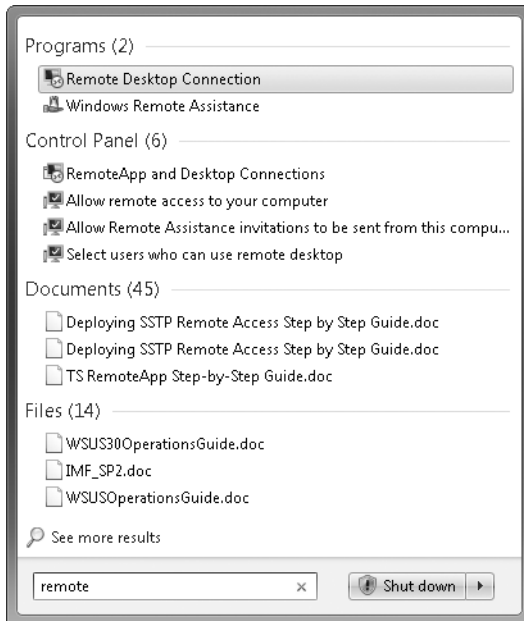 Programs (2)
Remote Desktop Connection
Windows Remote Assistance
Control Panel (6)
RemoteApp and Desktop Connections
Allow remote access to your computer
Allow Remote Assistance invitations to be sent from this compu...
Select users who can use remote desktop
Documents (45)
Deploying SSTP Remote Access Step by Step Guide.doc
Deploying SSTP Remote Access Step by Step Guide.doc
TS RemoteApp Step-by-Step Guide.doc
Files (14)
WSUS30OperationsGuide.doc
IMF_SP2.doc
WSUSOperationsGuide.doc
See more results
remote
Shut down